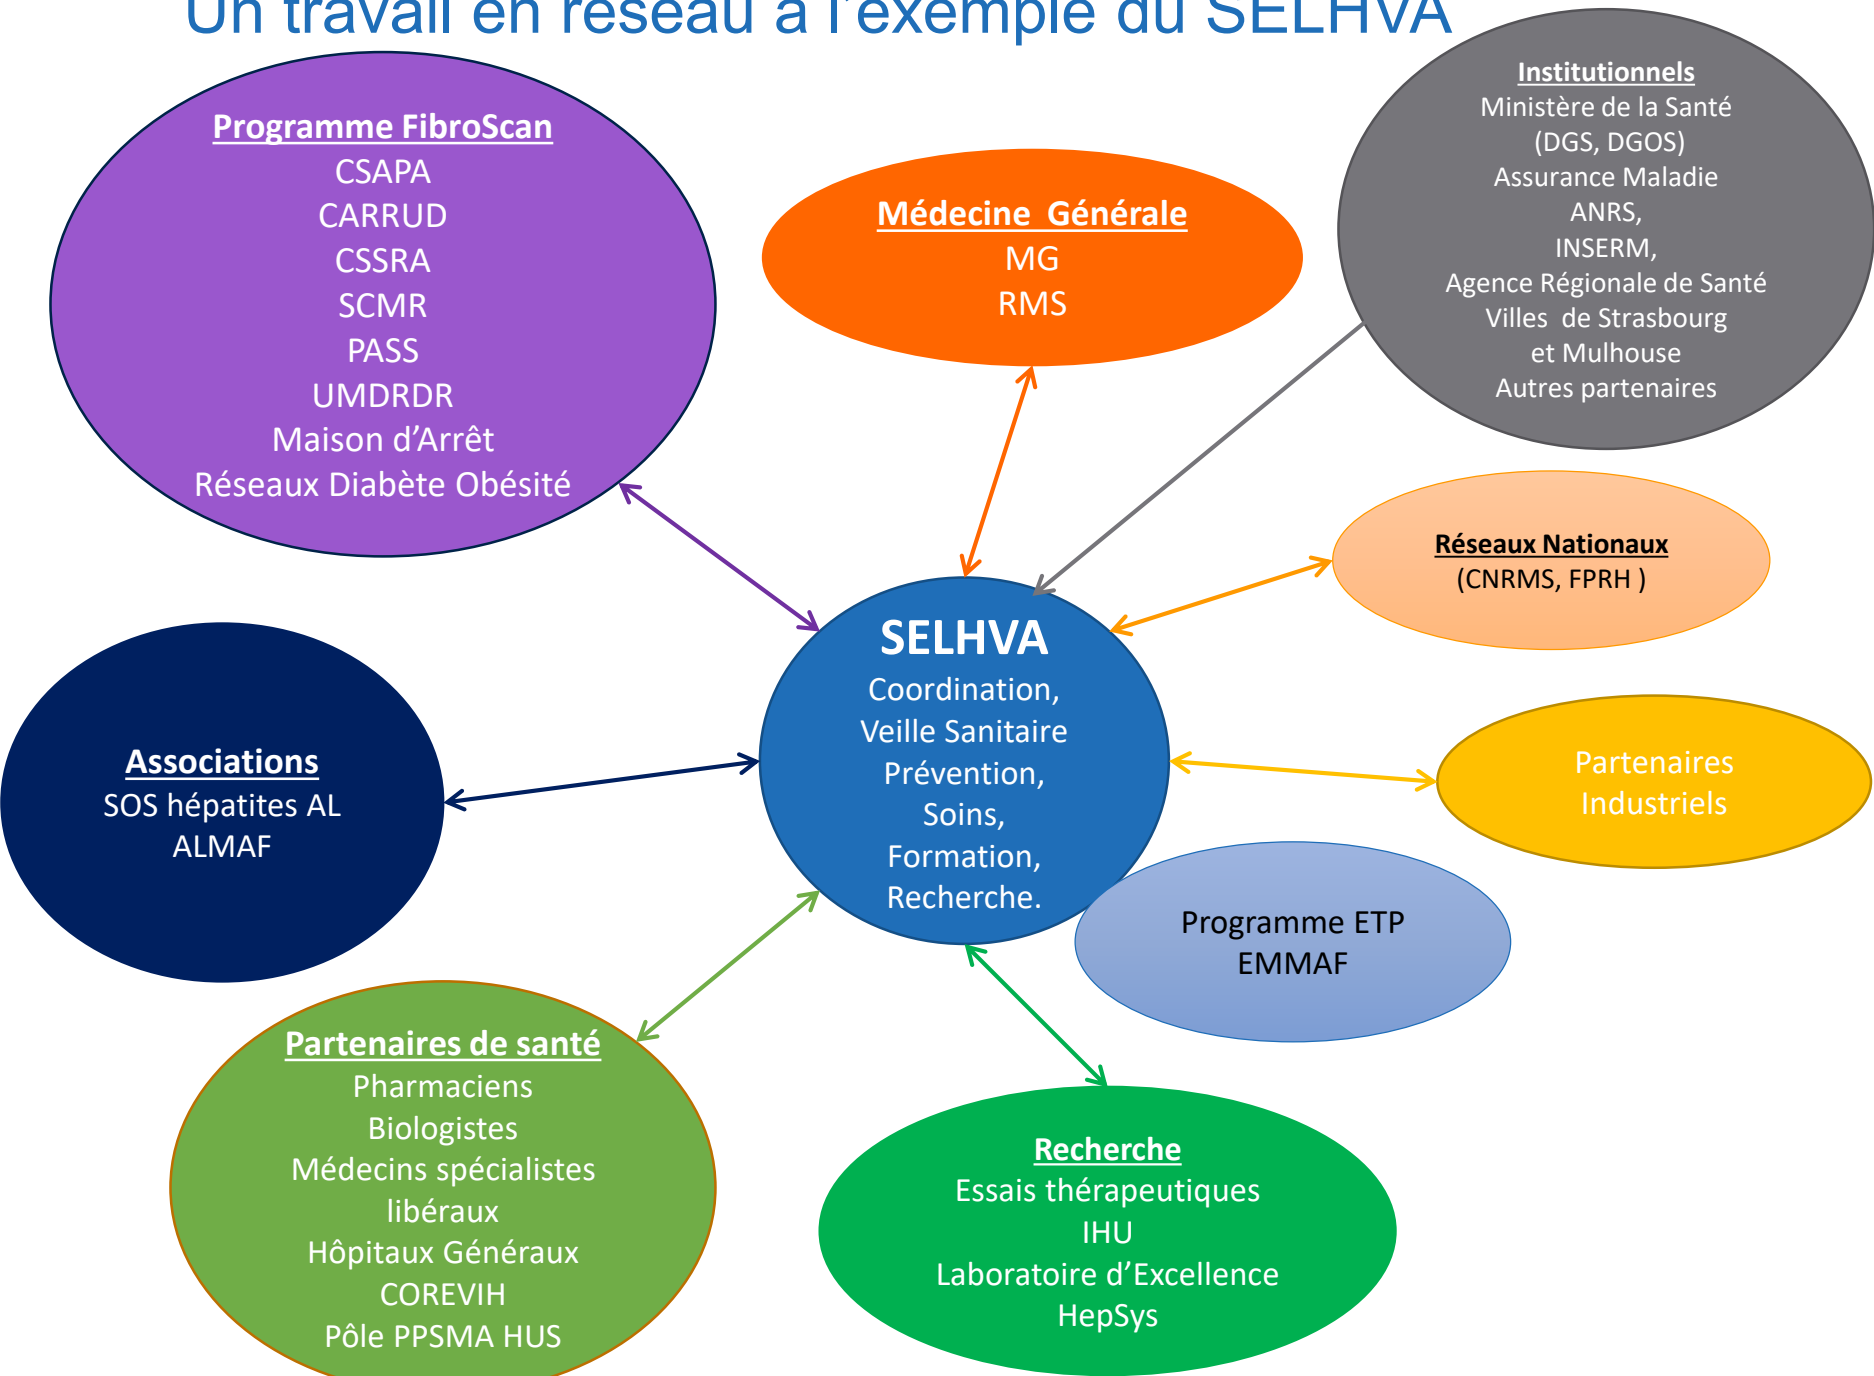 Un travail en réseau à l'exemple du SELHVA
Programme FibroScan
CSAPA
CARRUD
CSSRA
SCMR
PASS
UMDRDR
Maison d’Arrêt
Réseaux Diabète Obésité
Médecine  Générale
MG
RMS
Institutionnels
Ministère de la Santé
(DGS, DGOS)
Assurance Maladie
ANRS,
INSERM,
Agence Régionale de Santé
Villes  de Strasbourg
et Mulhouse
Autres partenaires
Réseaux Nationaux
(CNRMS, FPRH )
SELHVA
Coordination,
Veille Sanitaire
Prévention,
Soins,
Formation,
Recherche.
Associations
SOS hépatites AL
ALMAF
Partenaires
Industriels
Programme ETP
EMMAF
Partenaires de santé
Pharmaciens
Biologistes
Médecins spécialistes
libéraux
Hôpitaux Généraux
COREVIH
Pôle PPSMA HUS
Recherche
Essais thérapeutiques
IHU
Laboratoire d’Excellence
HepSys